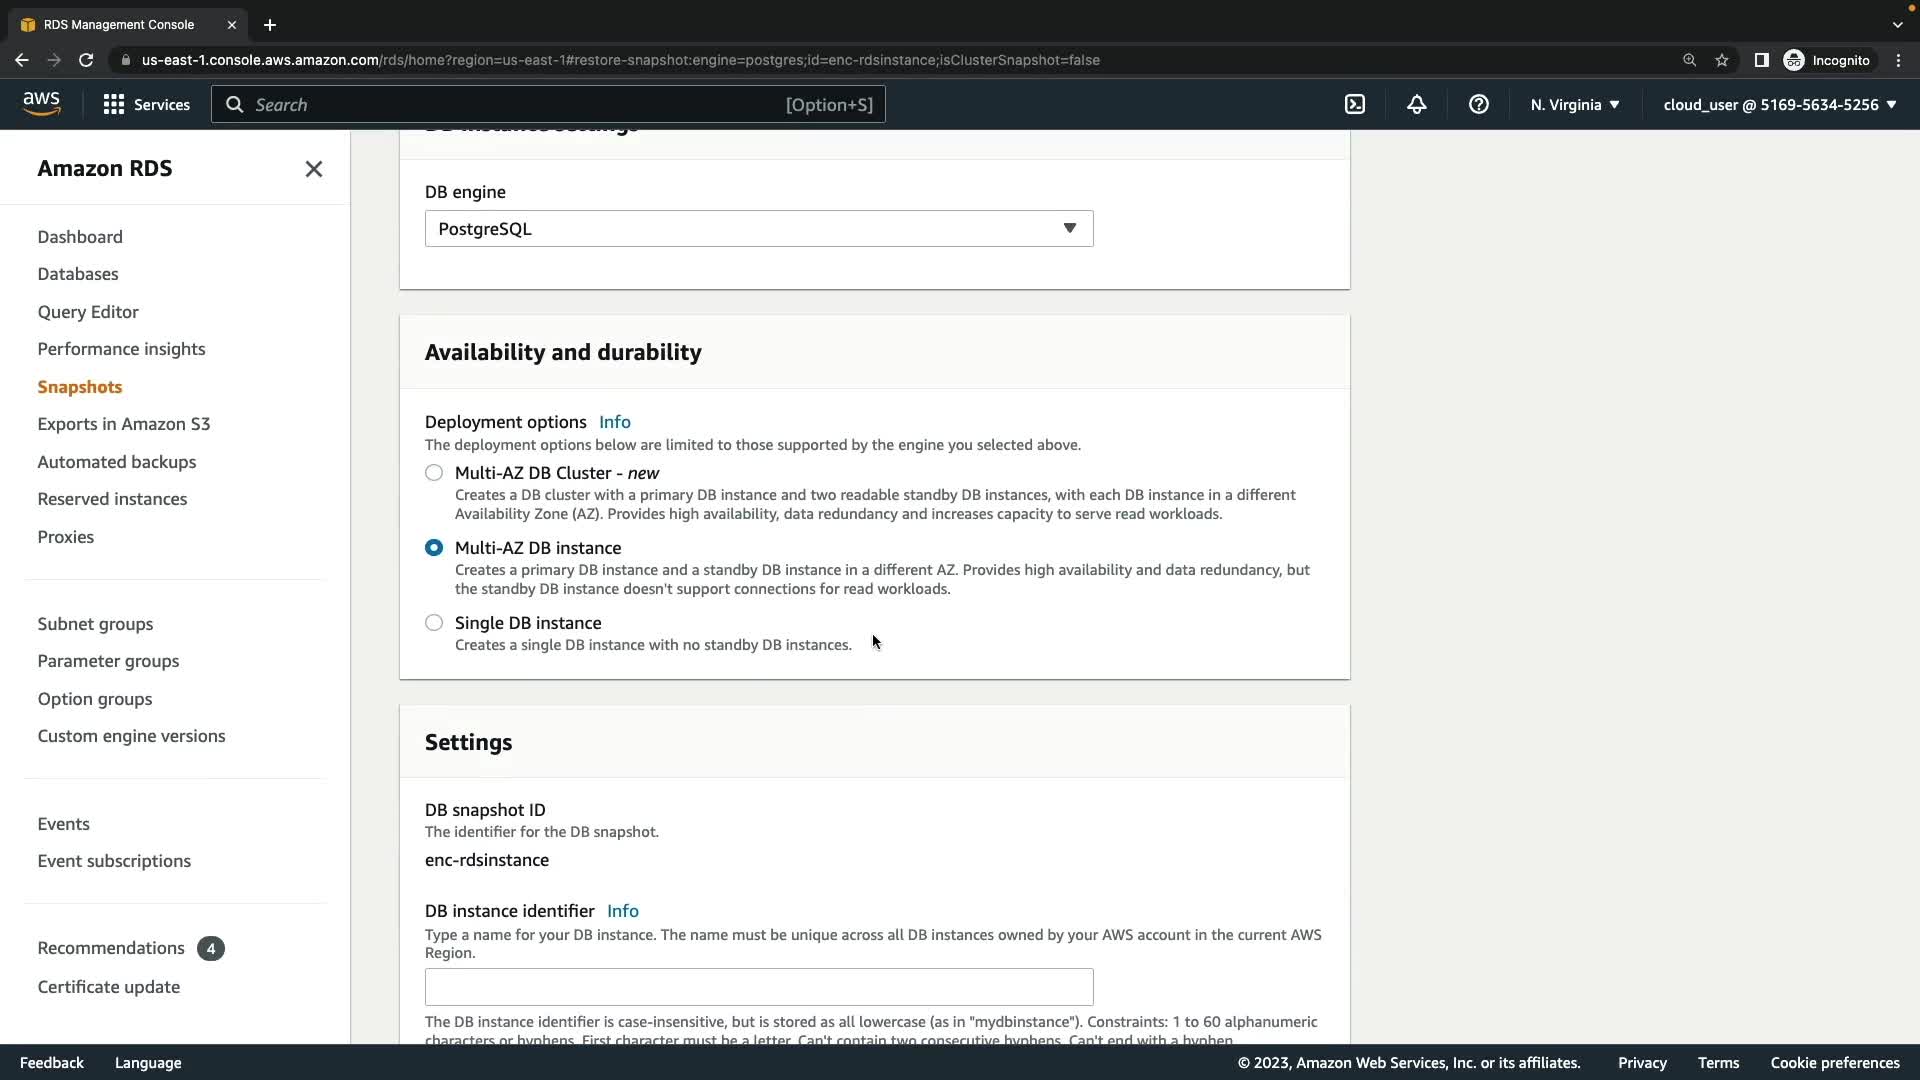 RDS Management Console
us-east-1.console.aws.amazon.com/rds/home?region=us-east-1#restore-snapshot:engine=postgres;id=enc-rdsinstance;isClusterSnapshot=false
Incognito
aws
Services
Search
[Option+S]
N. Virginia
cloud_user @ 5169-5634-5256
Amazon RDS
Dashboard
Databases
Query Editor
Performance insights
Snapshots
Exports in Amazon S3
Automated backups
Reserved instances
Proxies
Subnet groups
Parameter groups
Option groups
Custom engine versions
Events
Event subscriptions
Recommendations 4
Certificate update
DB instance settings
DB engine
PostgreSQL
Availability and durability
Deployment options Info
The deployment options below are limited to those supported by the engine you selected above.
Multi-AZ DB Cluster - new
Creates a DB cluster with a primary DB instance and two readable standby DB instances, with each DB instance in a different
Availability Zone (AZ). Provides high availability, data redundancy and increases capacity to serve read workloads.
Multi-AZ DB instance
Creates a primary DB instance and a standby DB instance in a different AZ. Provides high availability and data redundancy, but
the standby DB instance doesn't support connections for read workloads.
Single DB instance
Creates a single DB instance with no standby DB instances.
Settings
DB snapshot ID
The identifier for the DB snapshot.
enc-rdsinstance
DB instance identifier Info
Type a name for your DB instance. The name must be unique across all DB instances owned by your AWS account in the current AWS
Region.
The DB instance identifier is case-insensitive, but is stored as all lowercase (as in "mydbinstance"). Constraints: 1 to 60 alphanumeric
characters or hyphens. First character must be a letter. Can't contain two consecutive hyphens. Can't end with a hyphen.
Feedback
Language
© 2023, Amazon Web Services, Inc. or its affiliates.
Privacy
Terms
Cookie preferences